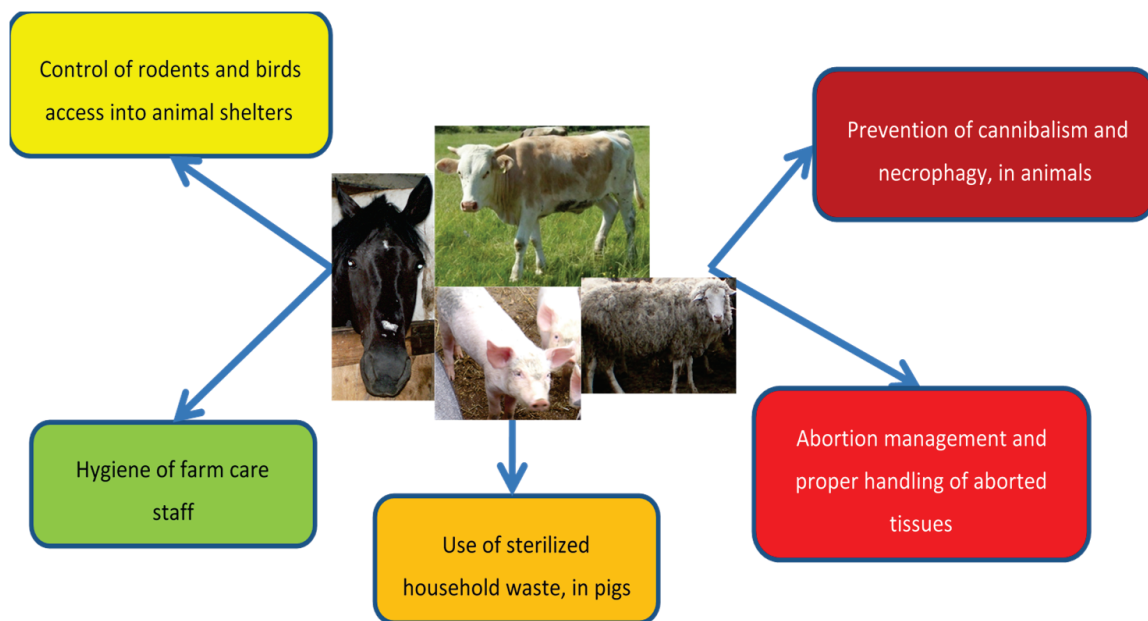 Control of rodents and birds
access into animal shelters
Prevention of cannibalism and
necrophagy, in animals
Hygiene of farm care
staff
Use of sterilized
household waste, in pigs
Abortion management and
proper handling of aborted
tissues